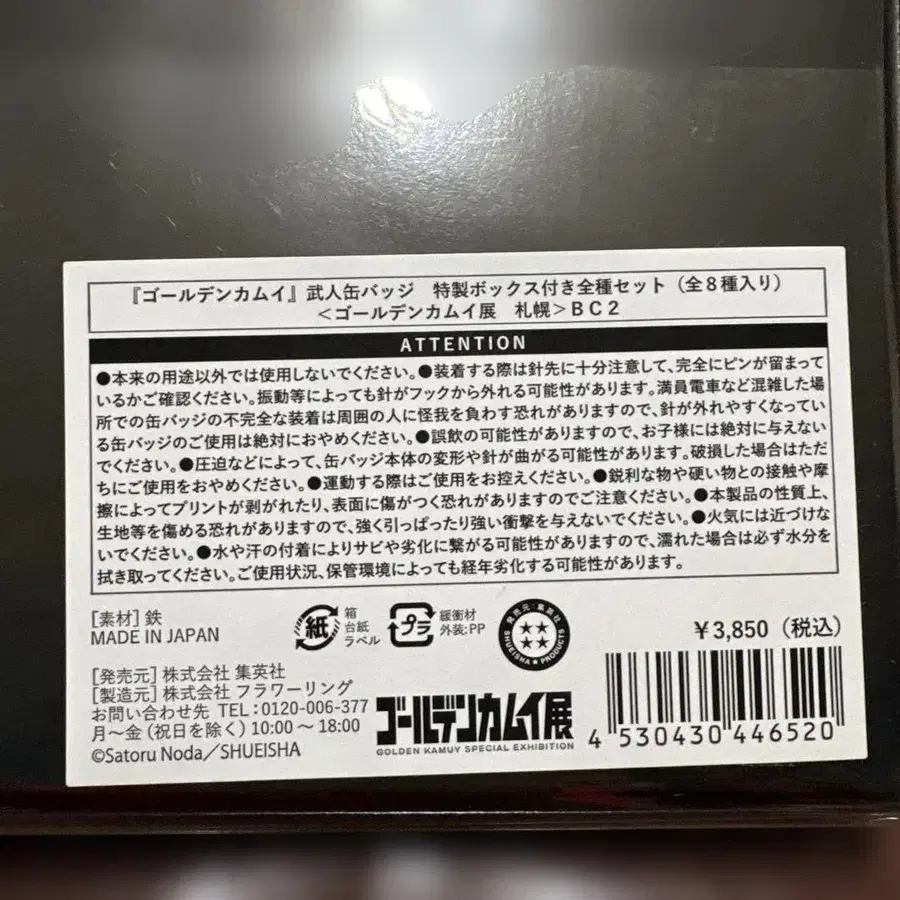 『ゴールデンカムイ』武人缶バッジ　特製ボックス付き全種セット（全８種入り）
＜ゴールデンカムイ展　札幌＞ＢＣ２
ATTENTION
●本来の用途以外では使用しないでください。●装着する際は針先に十分注意して、完全にピンが留まって
いるかご確認ください。振動等によっても針がフックから外れる可能性があります。満員電車など混雑した場
所での缶バッジの不完全な装着は周囲の人に怪我を負わす恐れがありますので、針が外れやすくなってい
る缶バッジのご使用は絶対におやめください。●誤飲の可能性がありますので、お子様には絶対に与えない
でください。●圧迫などによって、缶バッジ本体の変形や針が曲がる可能性があります。破損した場合はただ
ちにご使用をおやめください。●運動する際はご使用をお控えください。●鋭利な物や硬い物との接触や摩
擦によってプリントが剥がれたり、表面に傷がつく恐れがありますのでご注意ください。●本製品の性質上、
生地等を傷める恐れがありますので、強く引っぱったり強い衝撃を与えないでください。●火気には近づけな
いでください。●水や汗の付着によりサビや劣化に繋がる可能性がありますので、濡れた場合は必ず水分を
拭き取ってください。ご使用状況、保管環境によっても経年劣化する可能性があります。
［素材］鉄
MADE IN JAPAN
紙
箱
台紙
ラベル
プラ
緩衝材
外装:PP
発売元:集英社
SHUEISHA★PRODUCTS
￥3,850（税込）
［発売元］株式会社 集英社
［製造元］株式会社 フラワーリング
お問い合わせ先　TEL：0120-006-377
月～金（祝日を除く）10:00～18:00
©Satoru Noda／SHUEISHA
ゴールデンカムイ展
GOLDEN KAMUY SPECIAL EXHIBITION
4 530430 446520